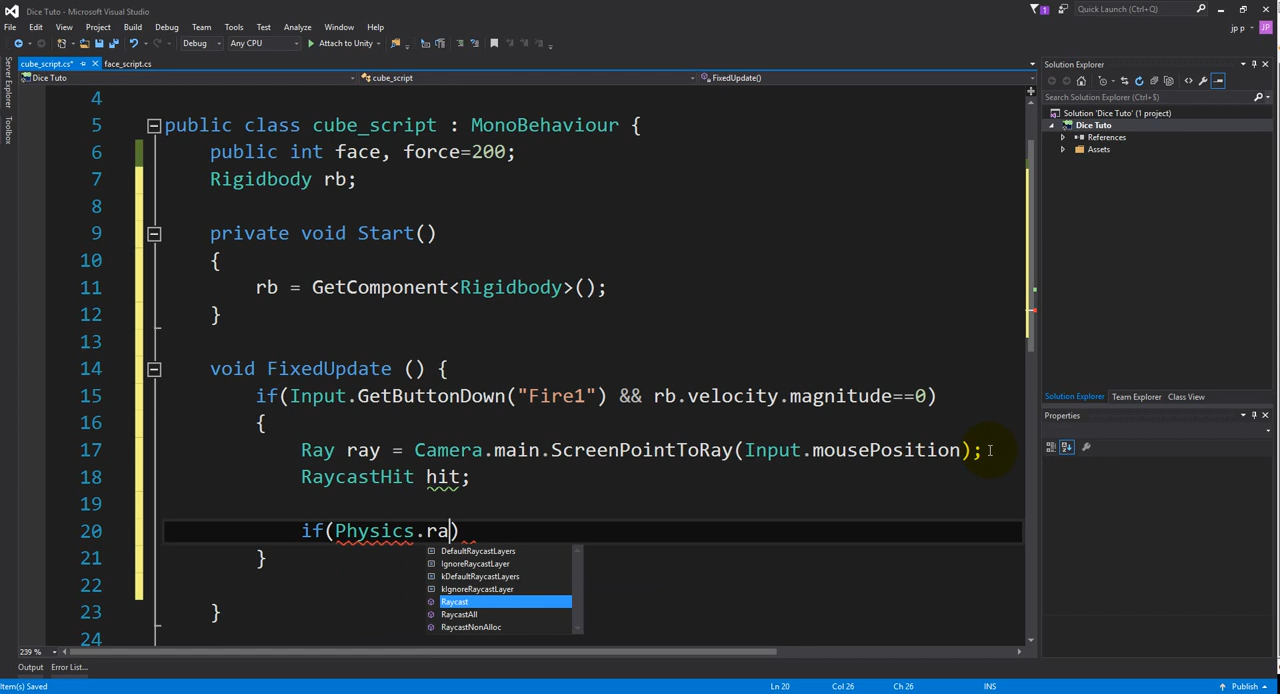 Dice Tuto - Microsoft Visual Studio
1
Quick Launch (Ctrl+Q)
File Edit View Project Build Debug Team Tools Test Analyze Window Help
jp p
JP
Debug Any CPU Attach to Unity
cube_script.cs* face_script.cs
Dice Tuto cube_script FixedUpdate()
Server Explorer
Toolbox
4
5 public class cube_script : MonoBehaviour {
6 public int face, force=200;
7 Rigidbody rb;
8
9 private void Start()
10 {
11 rb = GetComponent<Rigidbody>();
12 }
13
14 void FixedUpdate () {
15 if(Input.GetButtonDown("Fire1") && rb.velocity.magnitude==0)
16 {
17 Ray ray = Camera.main.ScreenPointToRay(Input.mousePosition);
18 RaycastHit hit;
19
20 if(Physics.ra)
21 }
22
23 }
24
DefaultRaycastLayers
IgnoreRaycastLayer
kDefaultRaycastLayers
kIgnoreRaycastLayer
Raycast
RaycastAll
RaycastNonAlloc
239 %
Solution Explorer
Search Solution Explorer (Ctrl+$)
Solution 'Dice Tuto' (1 project)
Dice Tuto
References
Assets
Solution Explorer Team Explorer Class View
Properties
Output Error List...
Item(s) Saved Ln 20 Col 26 Ch 26 INS Publish